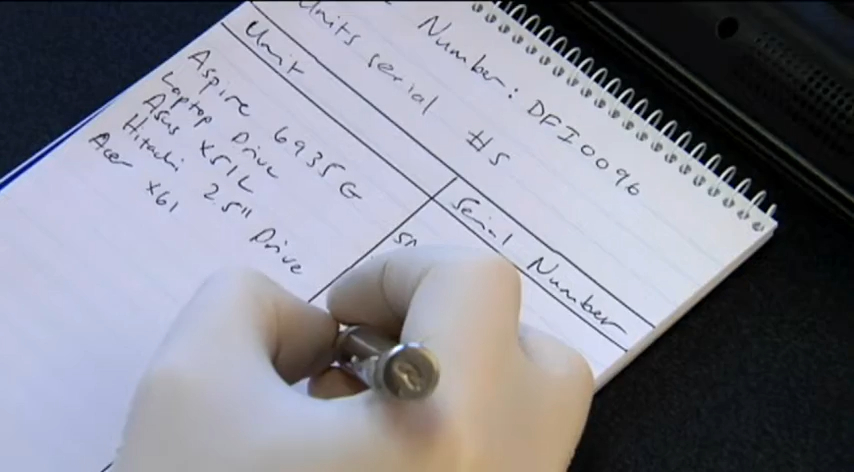 Number: DFI0096
Units serial #s
Unit
Serial Number
Aspire 6935G
Laptop Drive
Asus X51L
Hitachi 2.5" Drive
Acer X61